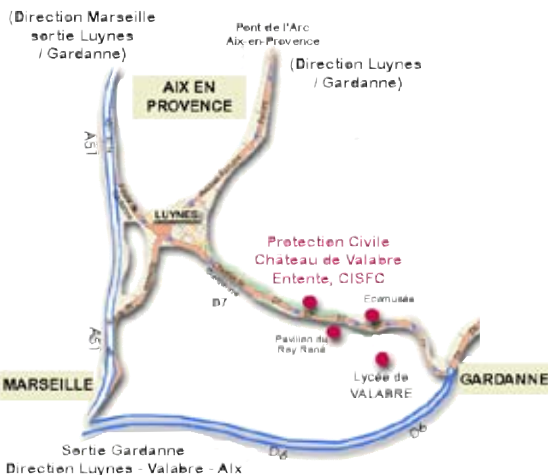 (Direction Marseille
sortie Luynes
/ Gardanne)
Pont de l'Arc
Aix-en-Provence
(Direction Luynes
/ Gardanne)
AIX EN
PROVENCE
A51
LUYNES
Protection Civile
Château de Valabre
Entente, CISFC
D7
Ecomusée
Pavillon du
Roy René
A51
Lycée de
VALABRE
MARSEILLE
GARDANNE
D6
D6
Sortie Gardanne
Direction Luynes - Valabre - Aix